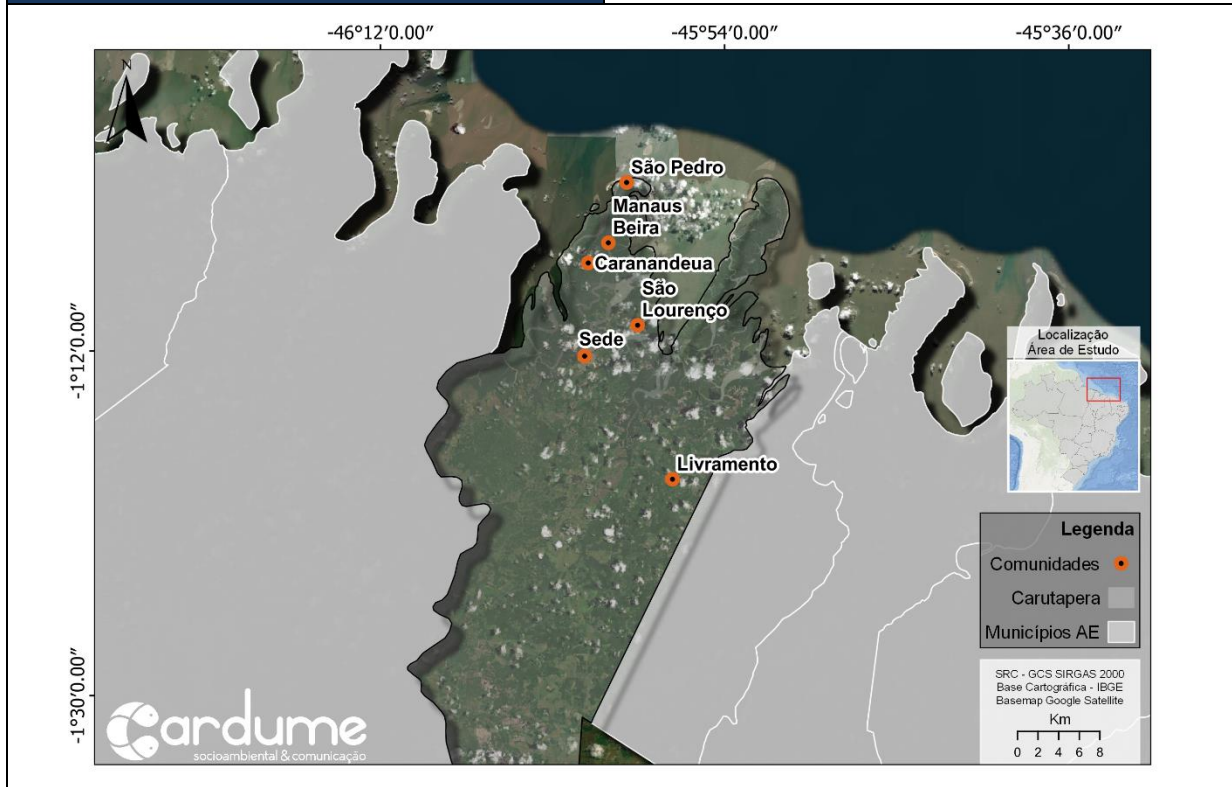 -46°12′0.00″
-45°54′0.00″
-45°36′0.00″
N
São Pedro
Manaus
Beira
Caranandeua
São
Lourenço
Sede
-1°12′0.00″
Localização
Área de Estudo
Livramento
Legenda
Comunidades
Carutapera
Municípios AE
-1°30′0.00″
SRC - GCS SIRGAS 2000
Base Cartográfica - IBGE
Basemap Google Satellite
Km
0 2 4 6 8
Cardume
socioambiental & comunicação